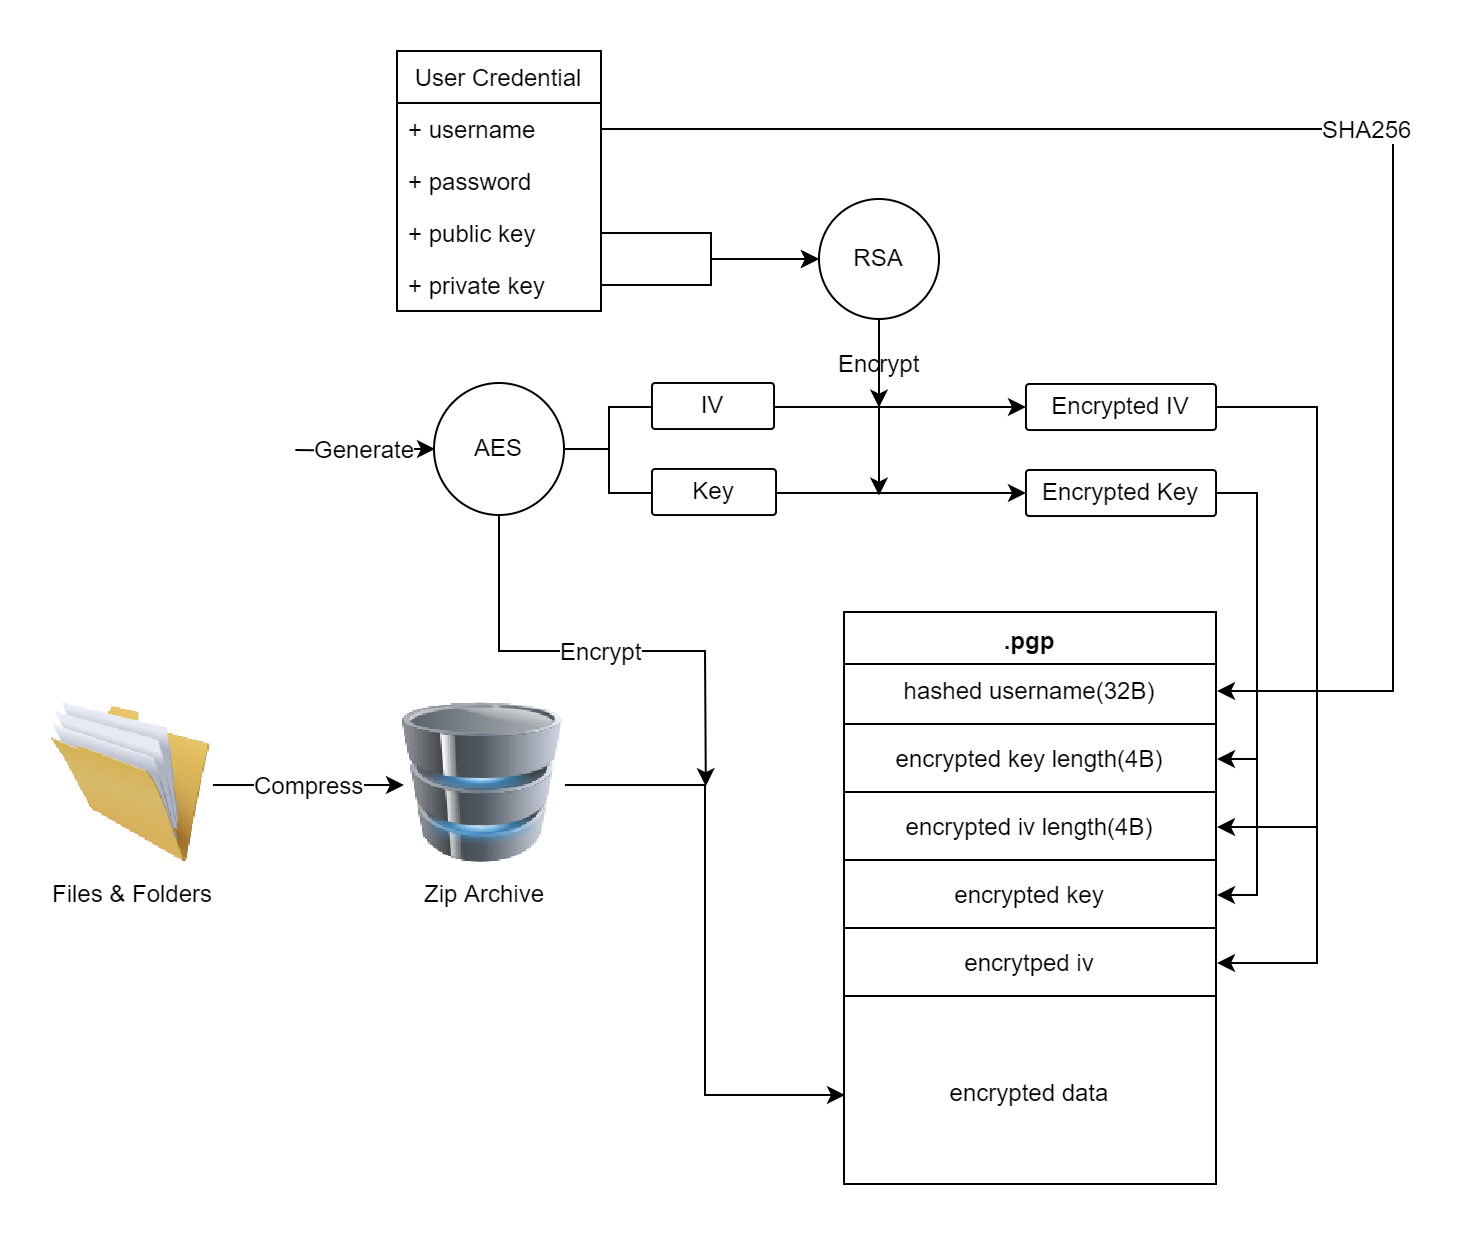 User Credential
+ username
SHA256
+ password
+ public key
RSA
+ private key
Encrypt
IV
Encrypted IV
Generate
AES
Key
Encrypted Key
.pgp
Encrypt
hashed username(32B)
encrypted key length(4B)
Compress
encrypted iv length(4B)
Files & Folders
Zip Archive
encrypted key
encrytped iv
encrypted data